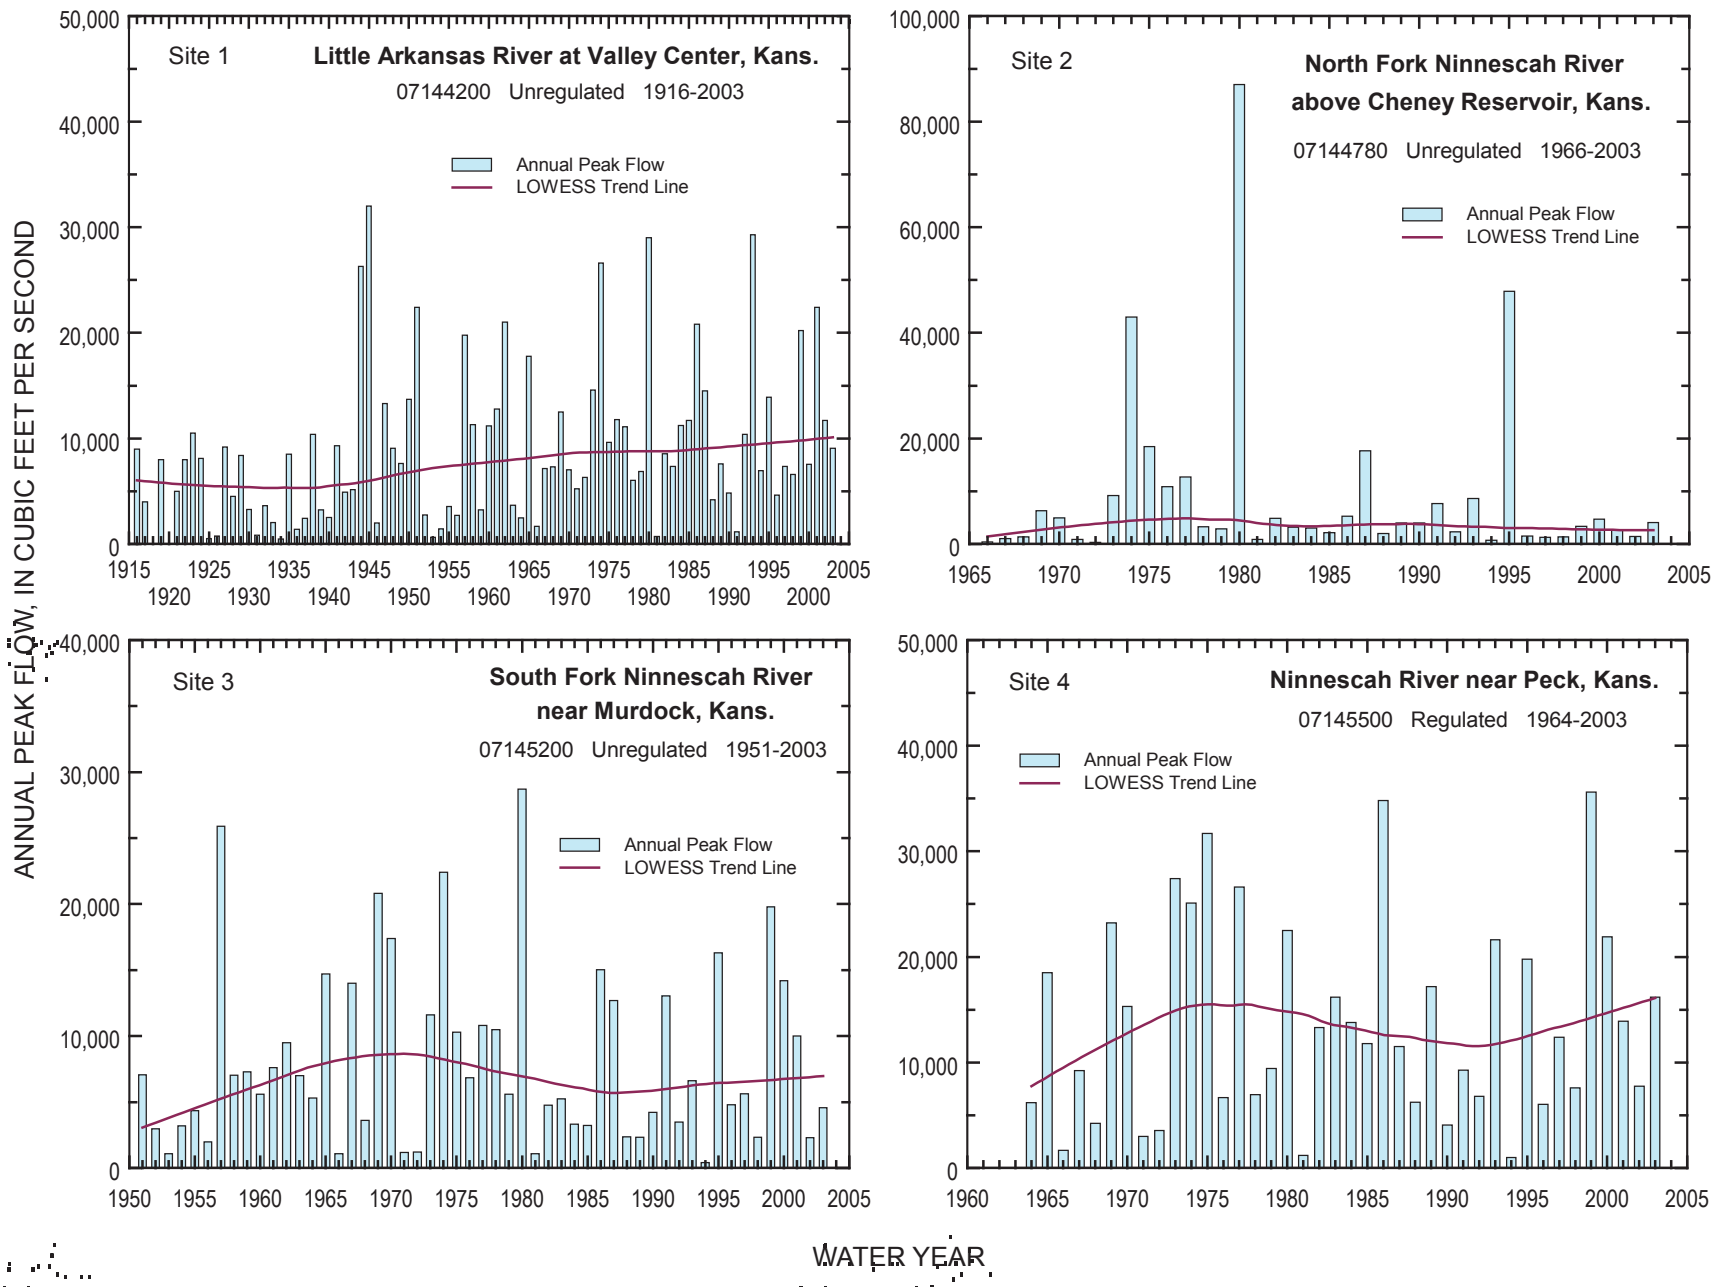 ANNUAL PEAK FLOW, IN CUBIC FEET PER SECOND
Site 1
Little Arkansas River at Valley Center, Kans.
07144200 Unregulated 1916-2003
Annual Peak Flow
LOWESS Trend Line
50,000
40,000
30,000
20,000
10,000
0
1915 1925 1935 1945 1955 1965 1975 1985 1995 2005
1920 1930 1940 1950 1960 1970 1980 1990 2000
Site 2
North Fork Ninnescah River
above Cheney Reservoir, Kans.
07144780 Unregulated 1966-2003
Annual Peak Flow
LOWESS Trend Line
100,000
80,000
60,000
40,000
20,000
0
1965 1970 1975 1980 1985 1990 1995 2000 2005
Site 3
South Fork Ninnescah River
near Murdock, Kans.
07145200 Unregulated 1951-2003
Annual Peak Flow
LOWESS Trend Line
40,000
30,000
20,000
10,000
0
1950 1955 1960 1965 1970 1975 1980 1985 1990 1995 2000 2005
Site 4
Ninnescah River near Peck, Kans.
07145500 Regulated 1964-2003
Annual Peak Flow
LOWESS Trend Line
50,000
40,000
30,000
20,000
10,000
0
1960 1965 1970 1975 1980 1985 1990 1995 2000 2005
WATER YEAR